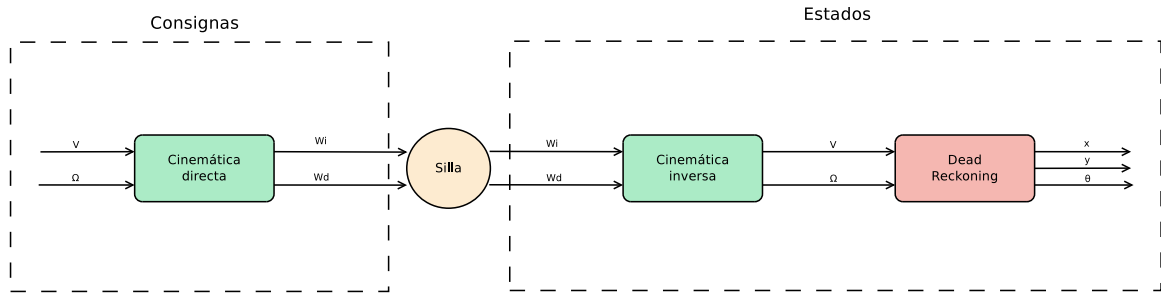 Consignas
Estados
V
Ω
Cinemática
directa
Wi
Wd
Silla
Wi
Wd
Cinemática
inversa
V
Ω
Dead
Reckoning
x
y
θ